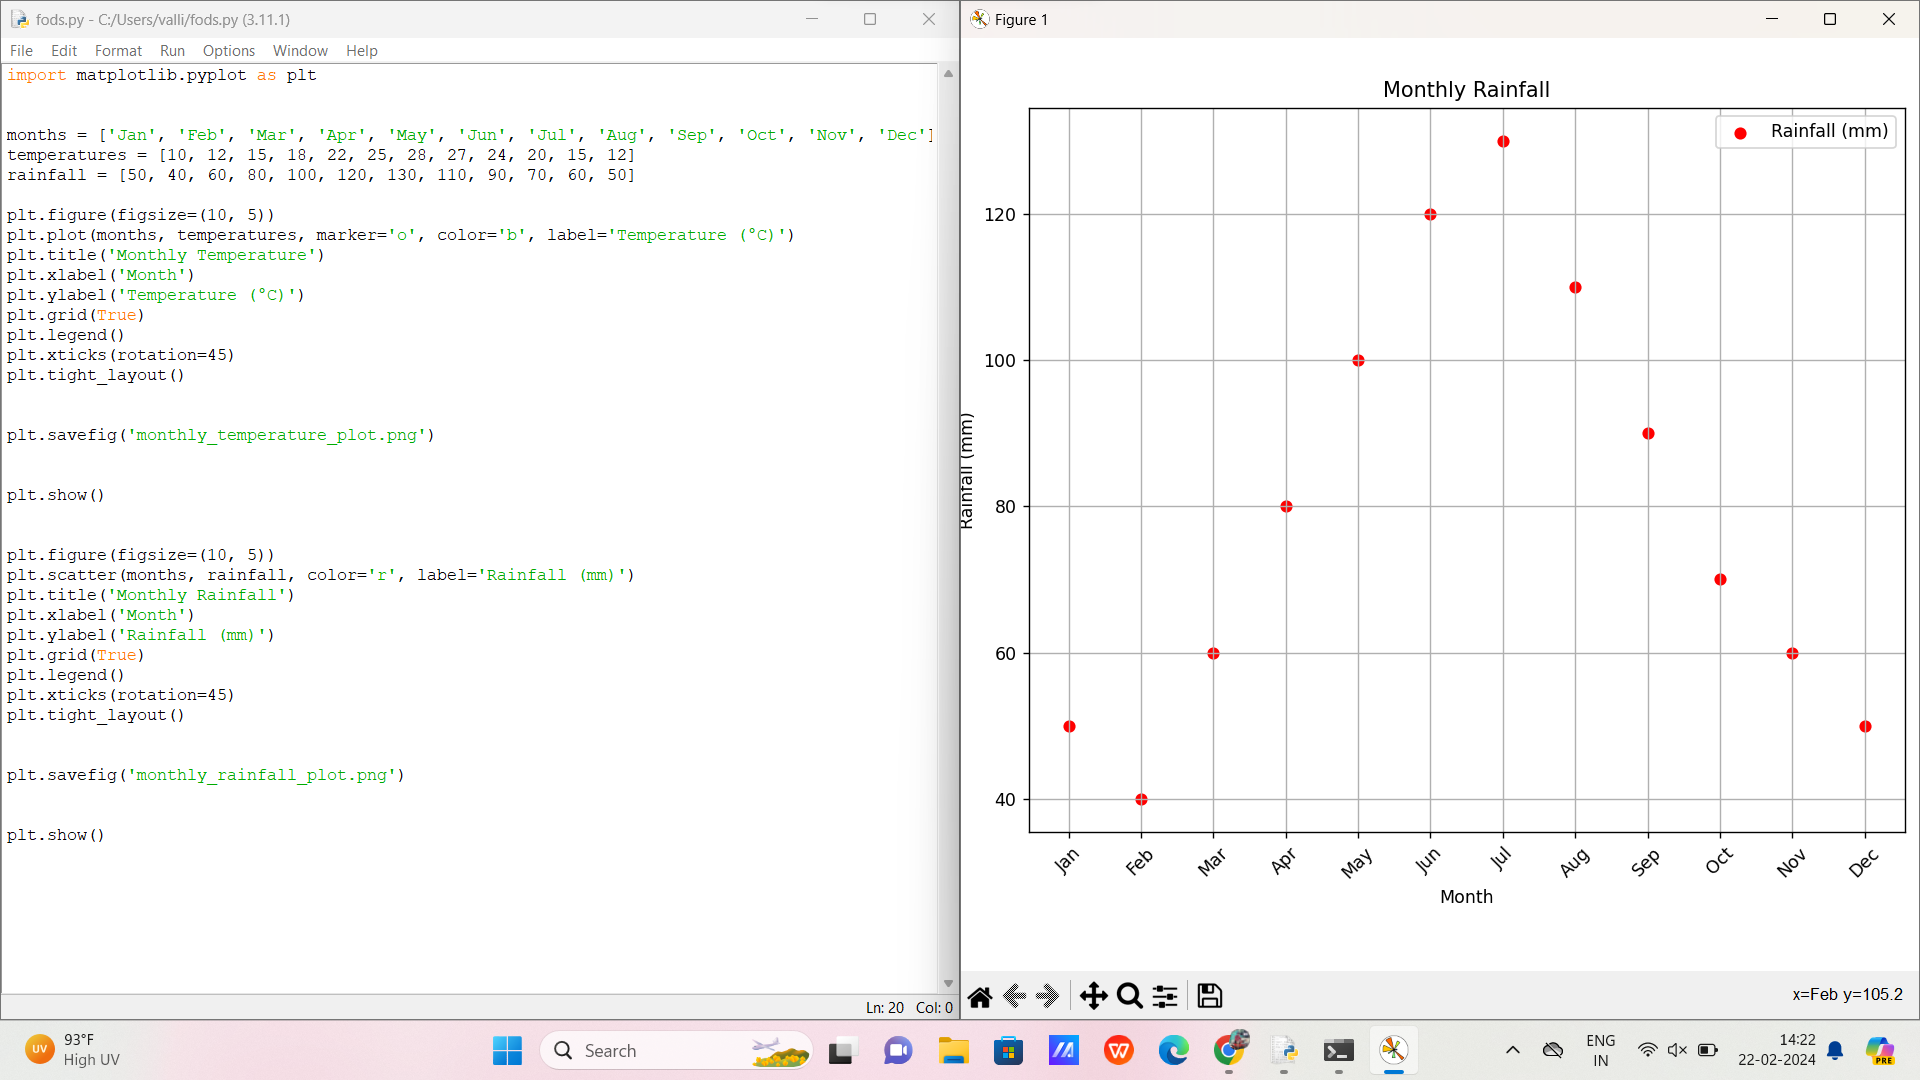 fods.py - C:/Users/valli/fods.py (3.11.1)
File Edit Format Run Options Window Help
import matplotlib.pyplot as plt
months = ['Jan', 'Feb', 'Mar', 'Apr', 'May', 'Jun', 'Jul', 'Aug', 'Sep', 'Oct', 'Nov', 'Dec']
temperatures = [10, 12, 15, 18, 22, 25, 28, 27, 24, 20, 15, 12]
rainfall = [50, 40, 60, 80, 100, 120, 130, 110, 90, 70, 60, 50]
plt.figure(figsize=(10, 5))
plt.plot(months, temperatures, marker='o', color='b', label='Temperature (°C)')
plt.title('Monthly Temperature')
plt.xlabel('Month')
plt.ylabel('Temperature (°C)')
plt.grid(True)
plt.legend()
plt.xticks(rotation=45)
plt.tight_layout()
plt.savefig('monthly_temperature_plot.png')
plt.show()
plt.figure(figsize=(10, 5))
plt.scatter(months, rainfall, color='r', label='Rainfall (mm)')
plt.title('Monthly Rainfall')
plt.xlabel('Month')
plt.ylabel('Rainfall (mm)')
plt.grid(True)
plt.legend()
plt.xticks(rotation=45)
plt.tight_layout()
plt.savefig('monthly_rainfall_plot.png')
plt.show()
Ln: 20 Col: 0
Figure 1
Monthly Rainfall
Rainfall (mm)
120
100
80
60
40
Rainfall (mm)
Jan Feb Mar Apr May Jun Jul Aug Sep Oct Nov Dec
Month
x=Feb y=105.2
UV
93°F
High UV
Search
PRE
ENG
IN
14:22
22-02-2024